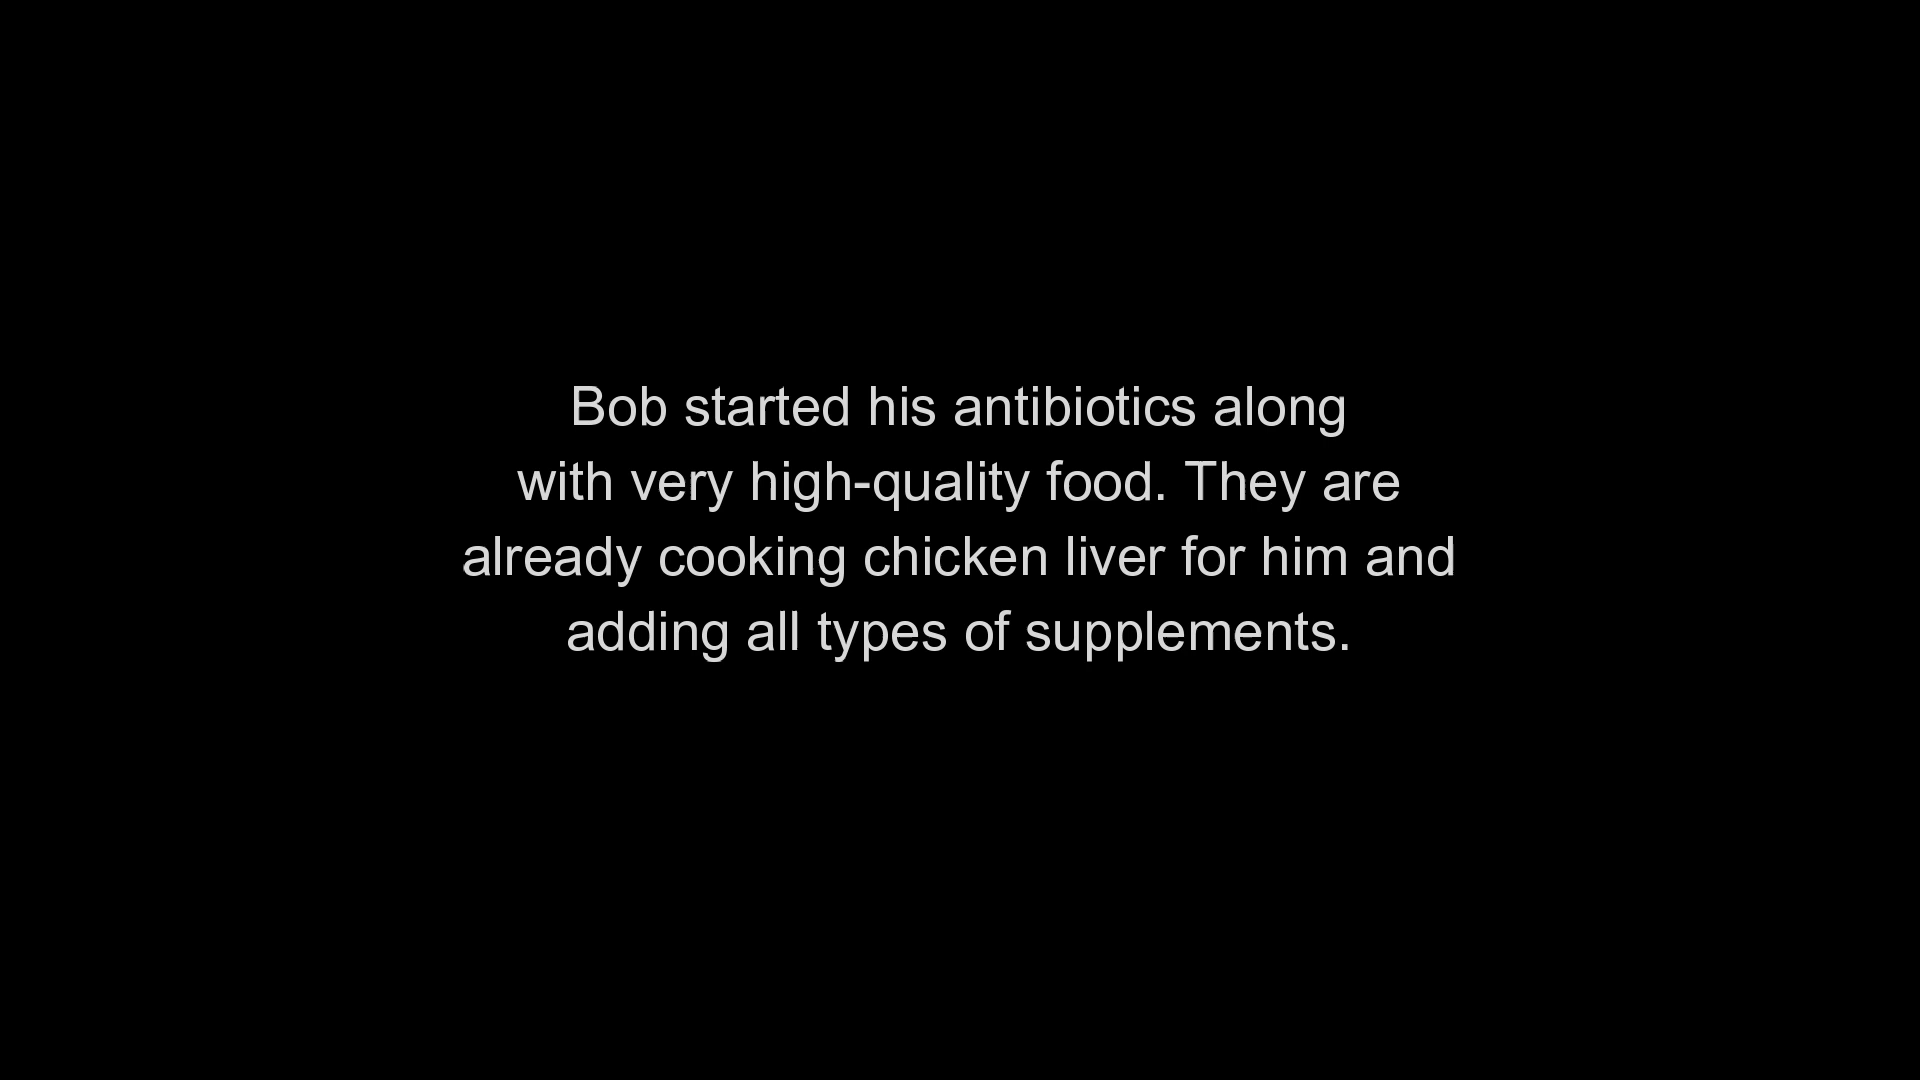 Bob started his antibiotics along
with very high-quality food. They are
already cooking chicken liver for him and
adding all types of supplements.